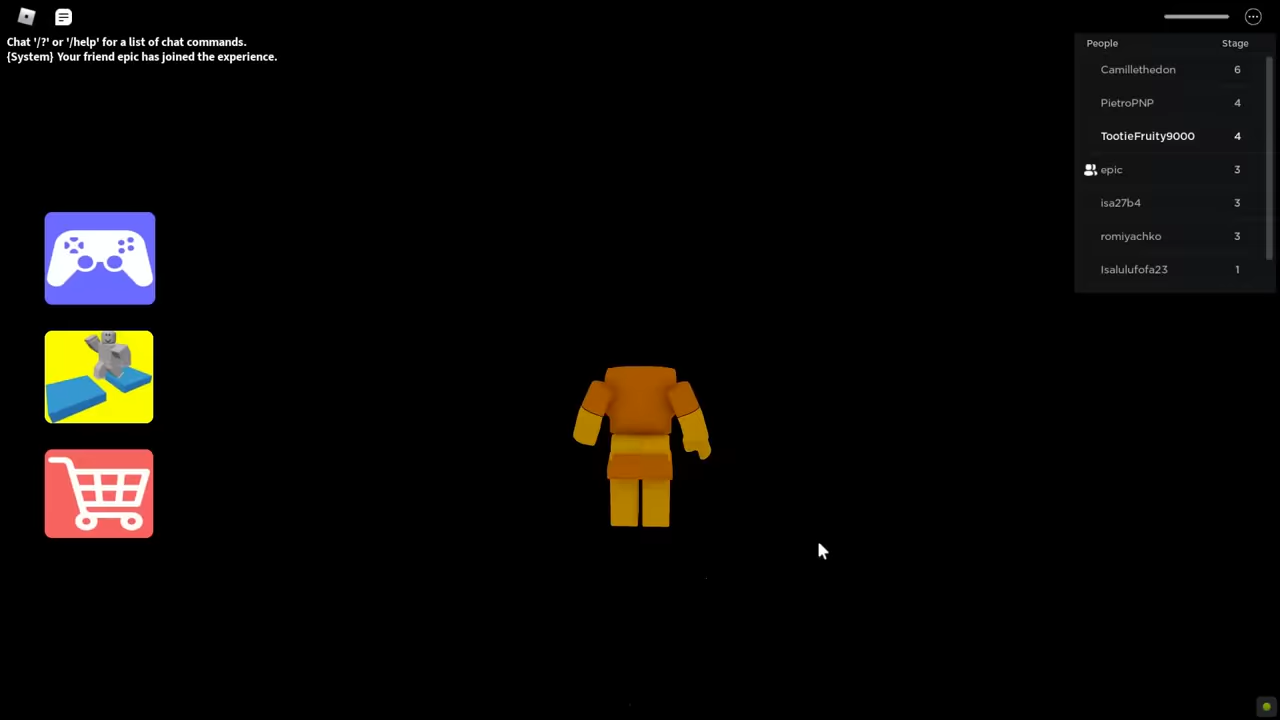 Chat '/?' or '/help' for a list of chat commands.
{System} Your friend epic has joined the experience.
People Stage
Camillethedon 6
PietroPNP 4
TootieFruity9000 4
epic 3
isa27b4 3
romiyachko 3
Isalulufofa23 1